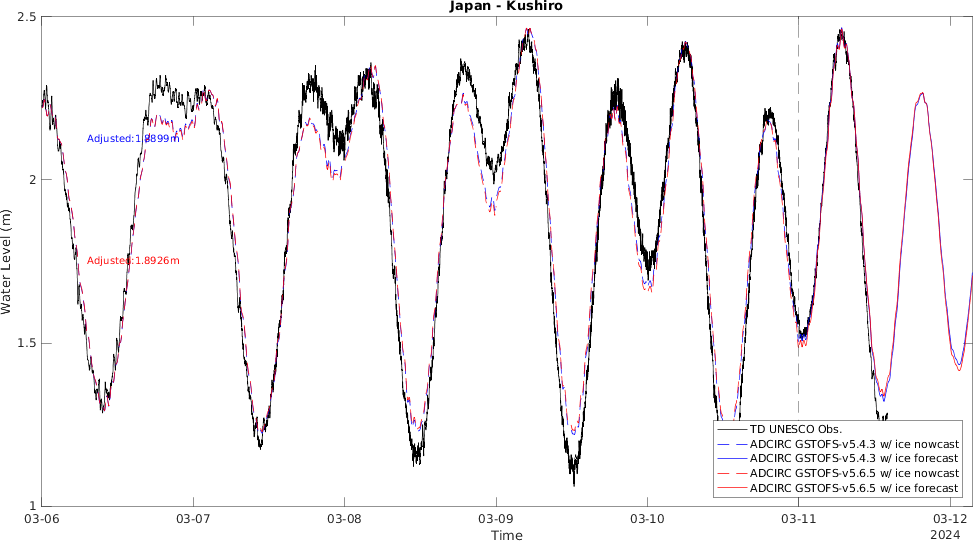 Japan - Kushiro
2.5
2
1.5
1
Water Level (m)
Adjusted:1.8899m
Adjusted:1.8926m
TD UNESCO Obs.
ADCIRC GSTOFS-v5.4.3 w/ ice nowcast
ADCIRC GSTOFS-v5.4.3 w/ ice forecast
ADCIRC GSTOFS-v5.6.5 w/ ice nowcast
ADCIRC GSTOFS-v5.6.5 w/ ice forecast
03-06 03-07 03-08 03-09 03-10 03-11 03-12
Time
2024